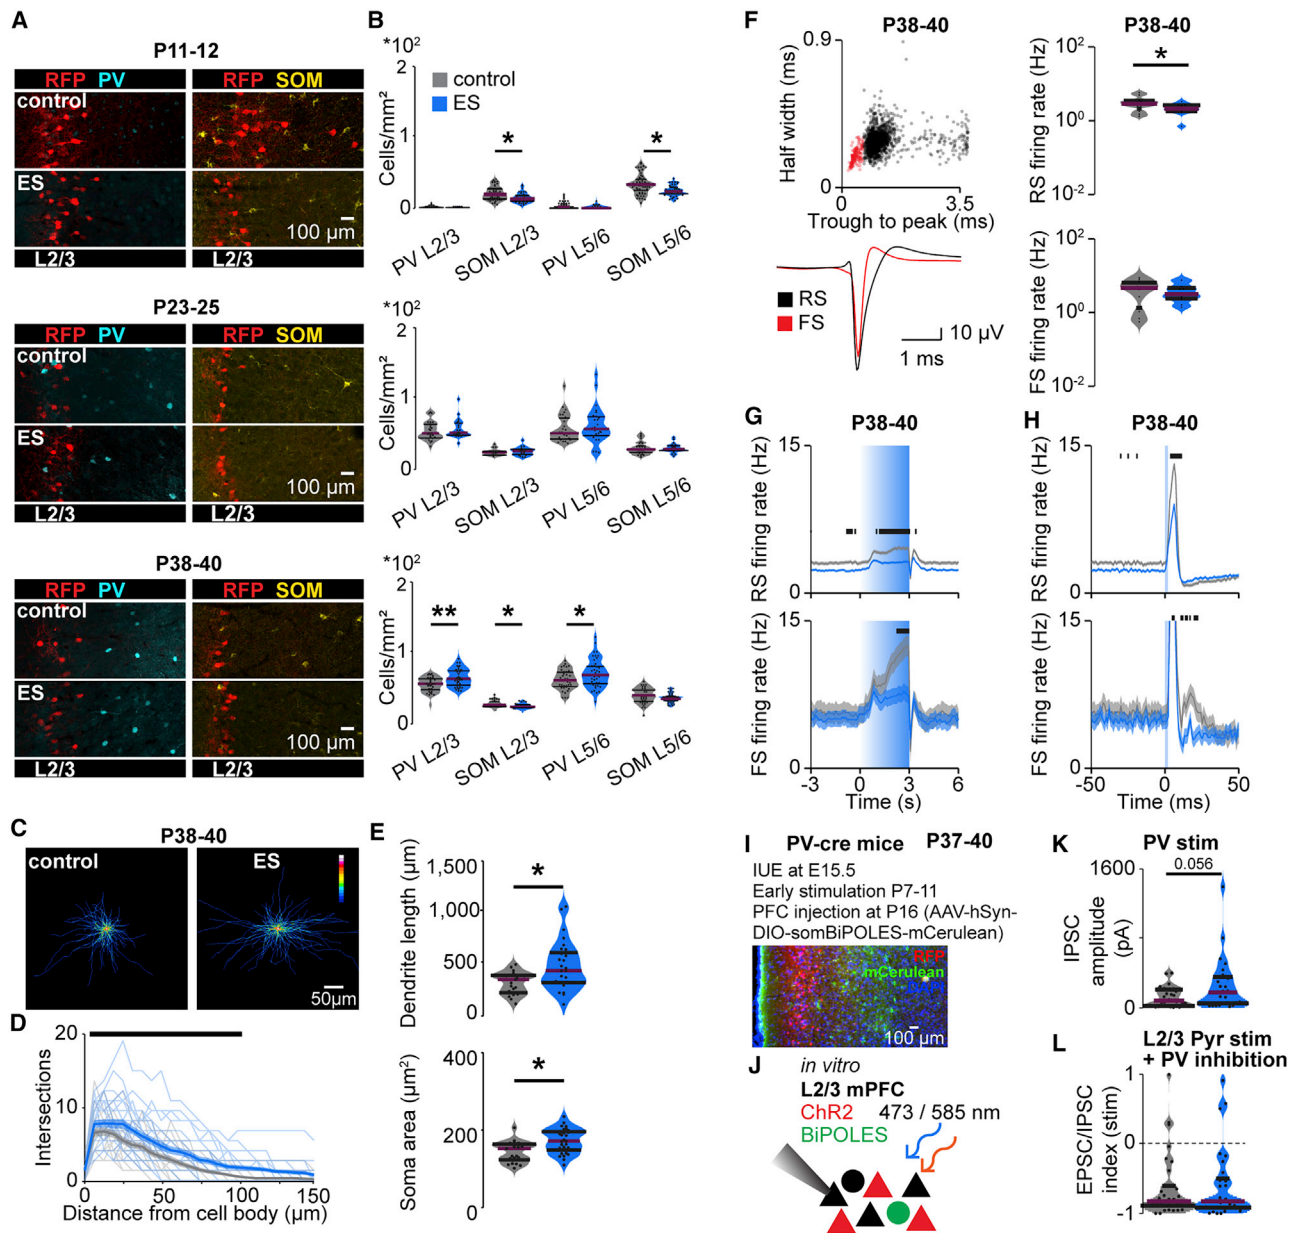 A
P11-12
RFP PV
RFP SOM
control
ES
100 µm
L2/3
L2/3
P23-25
RFP PV
RFP SOM
control
ES
100 µm
L2/3
L2/3
P38-40
RFP PV
RFP SOM
control
ES
100 µm
L2/3
L2/3
B
*10²
2
control
ES
Cells/mm²
1
*
*
0
PV L2/3
SOM L2/3
PV L5/6
SOM L5/6
*10²
2
Cells/mm²
1
0
PV L2/3
SOM L2/3
PV L5/6
SOM L5/6
*10²
2
Cells/mm²
1
**
*
*
0
PV L2/3
SOM L2/3
PV L5/6
SOM L5/6
C
P38-40
control
ES
50µm
D
20
Intersections
10
0
0
50
100
150
Distance from cell body (µm)
E
1,500
Dendrite length (µm)
1,000
500
0
*
400
Soma area (µm²)
200
0
*
F
P38-40
0.9
Half width (ms)
0
0
3.5
Trough to peak (ms)
RS
FS
10 µV
1 ms
P38-40
10²
RS firing rate (Hz)
10⁰
10⁻²
*
10²
FS firing rate (Hz)
10⁰
10⁻²
G
P38-40
15
RS firing rate (Hz)
0
15
FS firing rate (Hz)
0
-3
0
3
6
Time (s)
H
P38-40
15
RS firing rate (Hz)
0
15
FS firing rate (Hz)
0
-50
0
50
Time (ms)
I
PV-cre mice P37-40
IUE at E15.5
Early stimulation P7-11
PFC injection at P16 (AAV-hSyn-
DIO-somBiPOLES-mCerulean)
RFP
mCerulean
DAPI
100 µm
J
in vitro
L2/3 mPFC
ChR2 473 / 585 nm
BiPOLES
K
PV stim
1600
0.056
IPSC
amplitude
(pA)
0
L
L2/3 Pyr stim
+ PV inhibition
1
EPSC/IPSC
index (stim)
0
-1